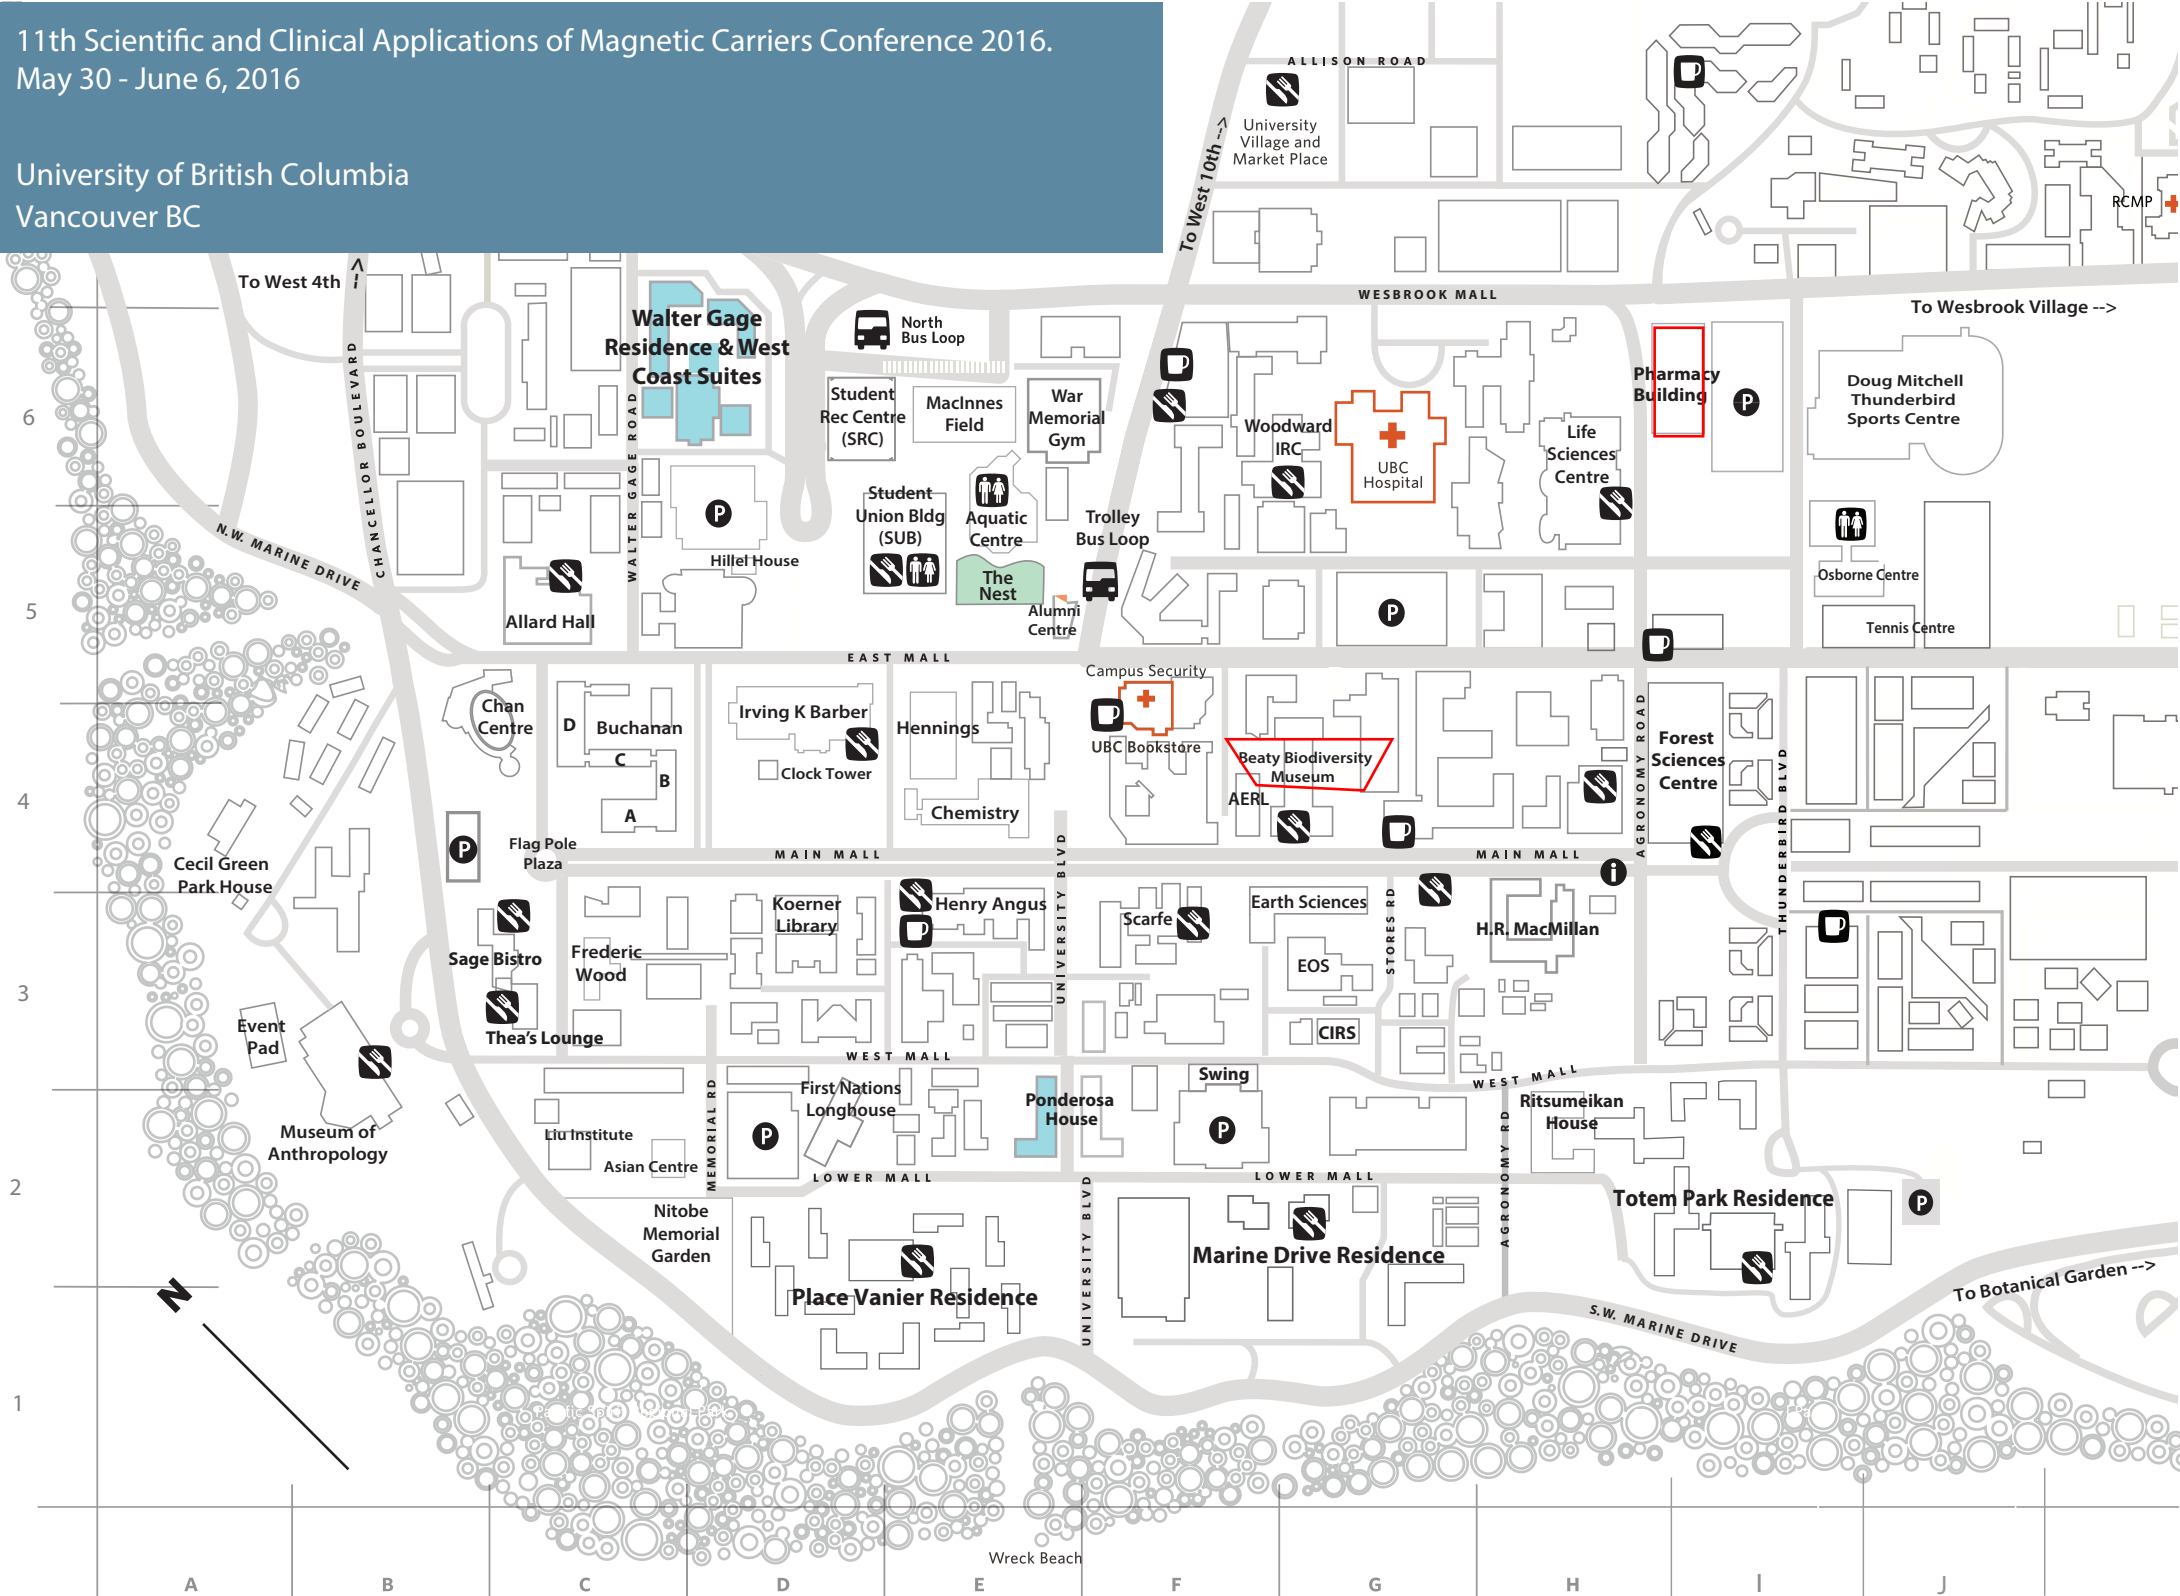 11th Scientific and Clinical Applications of Magnetic Carriers Conference 2016.
May 30 - June 6, 2016
University of British Columbia
Vancouver BC
ALLISON ROAD
University
Village and
Market Place
To West 10th -->
RCMP
To West 4th -->
WESBROOK MALL
To Wesbrook Village -->
Walter Gage
Residence & West
Coast Suites
North
Bus Loop
CHANCELLOR BOULEVARD
WALTER GAGE ROAD
Student
Rec Centre
(SRC)
MacInnes
Field
War
Memorial
Gym
Woodward
IRC
UBC
Hospital
Life
Sciences
Centre
Pharmacy
Building
P
Doug Mitchell
Thunderbird
Sports Centre
6
N.W. MARINE DRIVE
P
Hillel House
Student
Union Bldg
(SUB)
Aquatic
Centre
The
Nest
Trolley
Bus Loop
Alumni
Centre
P
Osborne Centre
Tennis Centre
Allard Hall
5
EAST MALL
Campus Security
UBC Bookstore
Chan
Centre
D
Buchanan
C
B
A
Irving K Barber
Clock Tower
Hennings
Chemistry
Beaty Biodiversity
Museum
AERL
AGRONOMY ROAD
Forest
Sciences
Centre
THUNDERBIRD BLVD
4
Cecil Green
Park House
P
Flag Pole
Plaza
MAIN MALL
MAIN MALL
i
UNIVERSITY BLVD
Sage Bistro
Frederic
Wood
Koerner
Library
Henry Angus
Scarfe
Earth Sciences
EOS
STORES RD
H.R. MacMillan
3
Event
Pad
Thea's Lounge
CIRS
WEST MALL
WEST MALL
Museum of
Anthropology
Liu Institute
Asian Centre
MEMORIAL RD
P
First Nations
Longhouse
Ponderosa
House
Swing
P
AGRONOMY RD
Ritsumeikan
House
2
LOWER MALL
LOWER MALL
Nitobe
Memorial
Garden
Place Vanier Residence
UNIVERSITY BLVD
Marine Drive Residence
Totem Park Residence
P
To Botanical Garden -->
S.W. MARINE DRIVE
N
1
Wreck Beach
A B C D E F G H I J